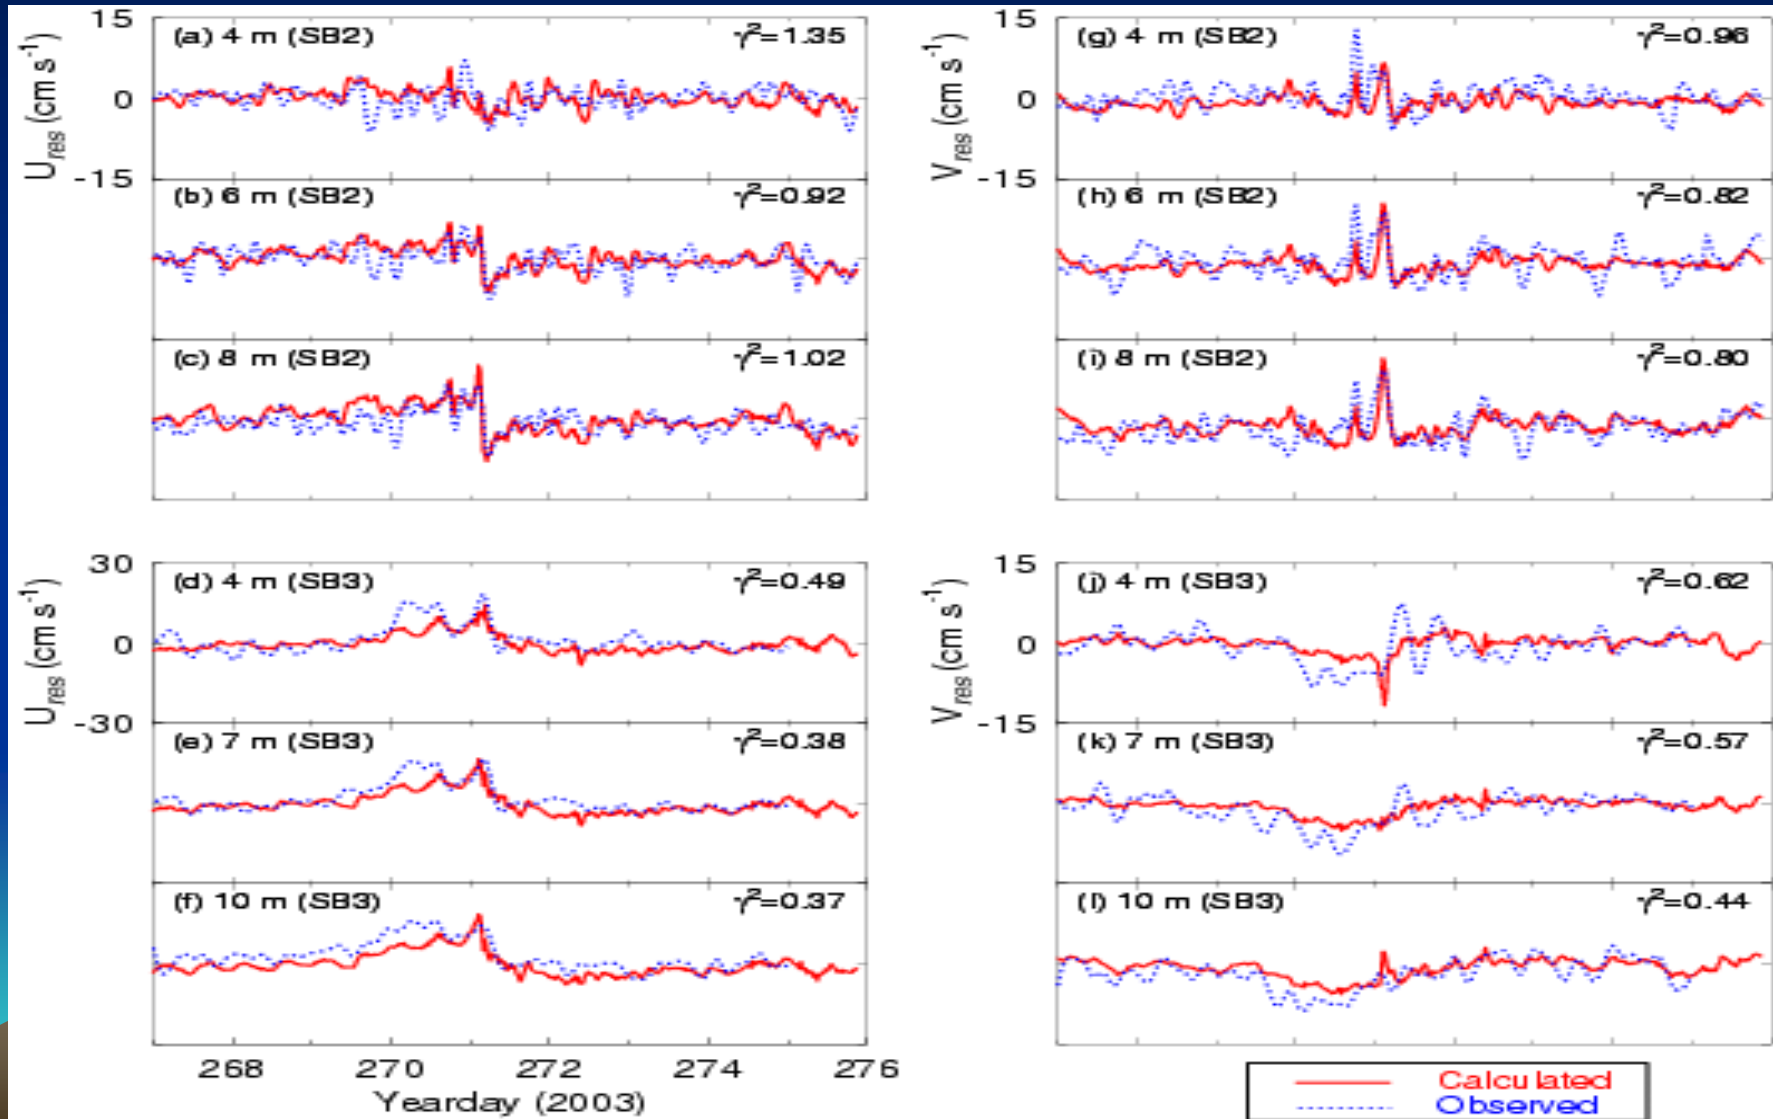 15
(a) 4 m (SB2) γ²=1.35
0
U_res (cm s⁻¹)
-15
(b) 6 m (SB2) γ²=0.92
(c) 8 m (SB2) γ²=1.02
15
(g) 4 m (SB2) γ²=0.96
0
V_res (cm s⁻¹)
-15
(h) 6 m (SB2) γ²=0.82
(i) 8 m (SB2) γ²=0.80
30
(d) 4 m (SB3) γ²=0.49
0
U_res (cm s⁻¹)
-30
(e) 7 m (SB3) γ²=0.38
(f) 10 m (SB3) γ²=0.37
268 270 272 274 276
Yearday (2003)
15
(j) 4 m (SB3) γ²=0.62
0
V_res (cm s⁻¹)
-15
(k) 7 m (SB3) γ²=0.57
(l) 10 m (SB3) γ²=0.44
Calculated
Observed